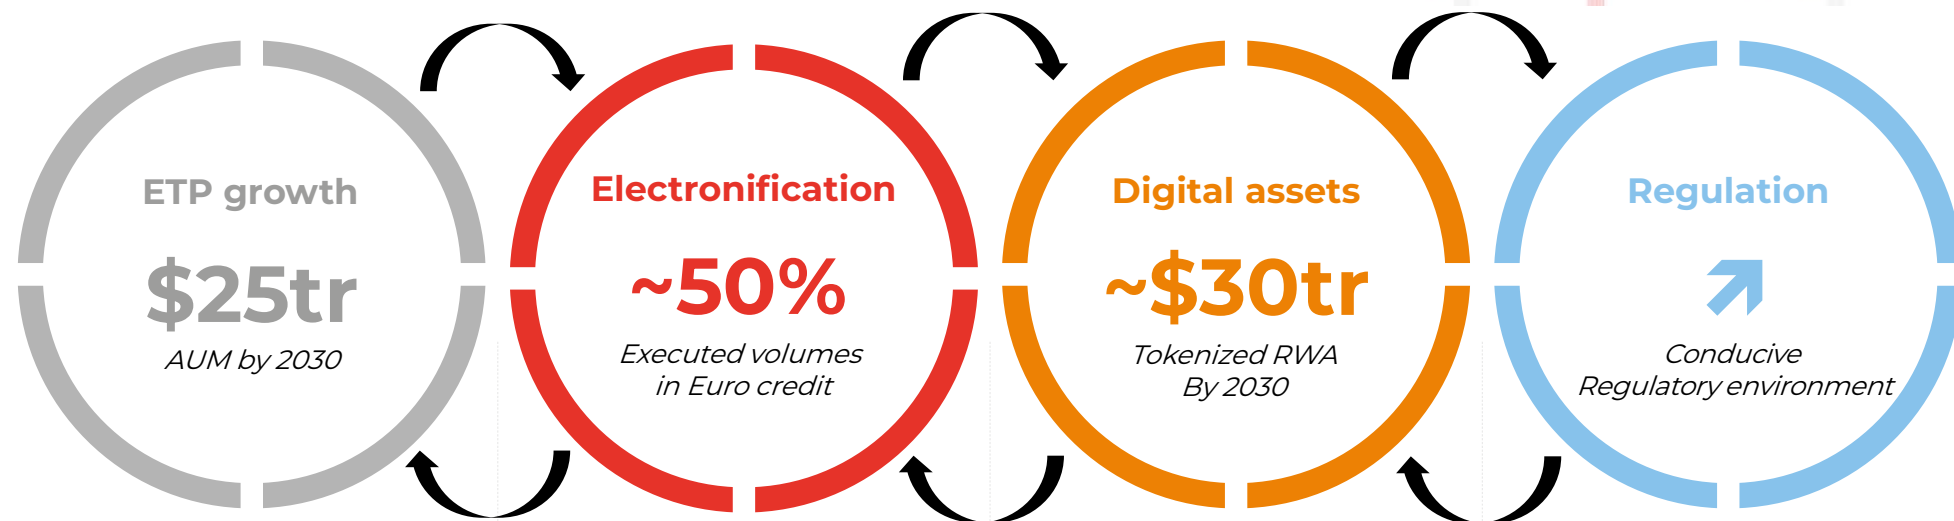 ETP growth
$25tr
AUM by 2030
Electronification
~50%
Executed volumes
in Euro credit
Digital assets
~$30tr
Tokenized RWA
By 2030
Regulation
Conducive
Regulatory environment